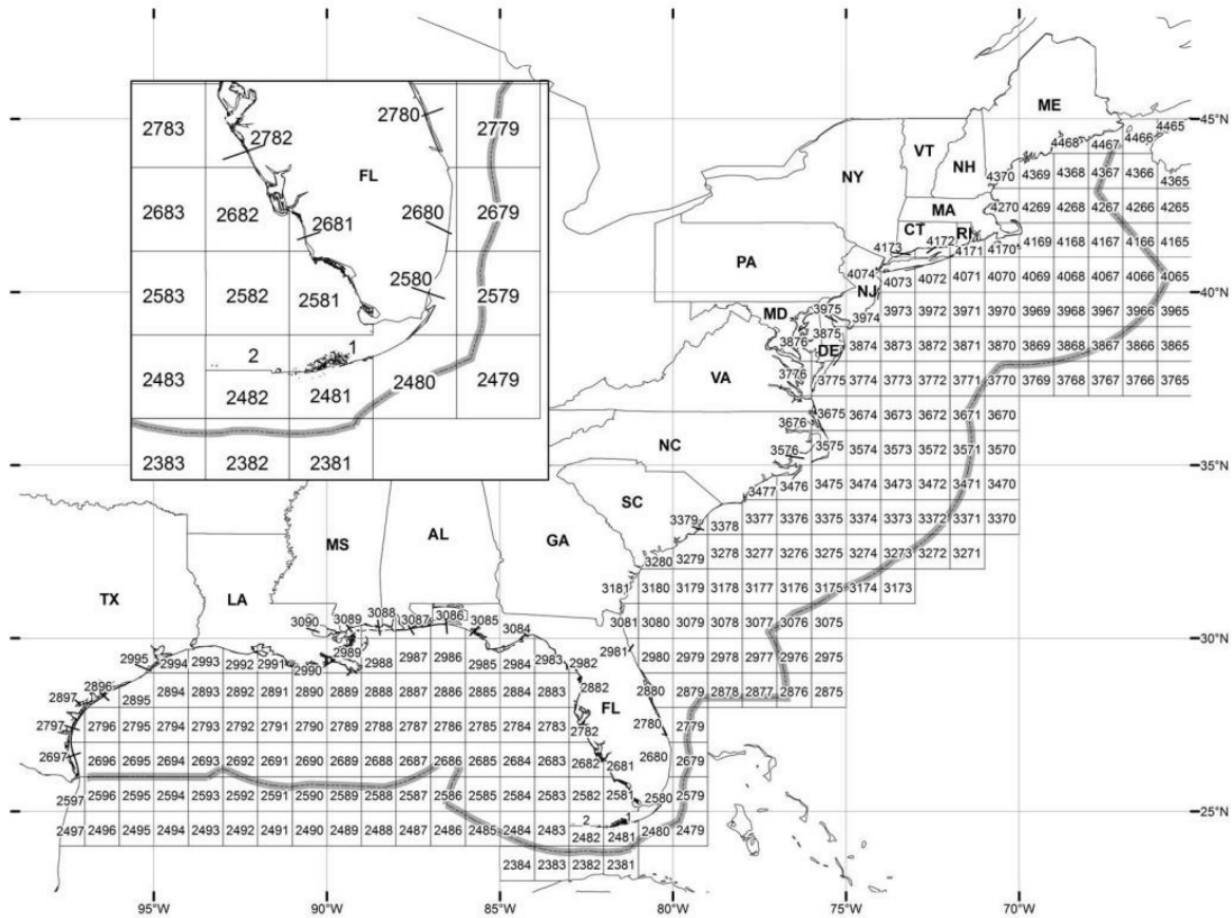 ME
45°N
4465
4466
4467
4468
VT
NH
NY
4370 4369 4368 4367 4366 4365
MA
4270 4269 4268 4267 4266 4265
CT
RI
4173 4172 4171 4170 4169 4168 4167 4166 4165
PA
4074
NJ
4073 4072 4071 4070 4069 4068 4067 4066 4065
40°N
MD
3975 3974 3973 3972 3971 3970 3969 3968 3967 3966 3965
3876 3875
DE
3874 3873 3872 3871 3870 3869 3868 3867 3866 3865
VA
3776 3775 3774 3773 3772 3771 3770 3769 3768 3767 3766 3765
3676 3675 3674 3673 3672 3671 3670
NC
3576 3575 3574 3573 3572 3571 3570
35°N
3477 3476 3475 3474 3473 3472 3471 3470
SC
3379 3378 3377 3376 3375 3374 3373 3372 3371 3370
3280 3279 3278 3277 3276 3275 3274 3273 3272 3271
3181 3180 3179 3178 3177 3176 3175 3174 3173
2783 2782 2780 2779
FL
2683 2682 2681 2680 2679
2583 2582 2581 2580 2579
2 1
2483 2482 2481 2480 2479
2383 2382 2381
TX
LA
MS
AL
GA
3090 3089 3088 3087 3086 3085 3084 3081 3080 3079 3078 3077 3076 3075
30°N
2995 2994 2993 2992 2991 2990 2989 2988 2987 2986 2985 2984 2983 2982 2981 2980 2979 2978 2977 2976 2975
2897 2896 2895 2894 2893 2892 2891 2890 2889 2888 2887 2886 2885 2884 2883 2882 2880 2879 2878 2877 2876 2875
FL
2797 2796 2795 2794 2793 2792 2791 2790 2789 2788 2787 2786 2785 2784 2783 2782 2780 2779
2697 2696 2695 2694 2693 2692 2691 2690 2689 2688 2687 2686 2685 2684 2683 2682 2681 2680 2679
2597 2596 2595 2594 2593 2592 2591 2590 2589 2588 2587 2586 2585 2584 2583 2582 2581 2580 2579
25°N
2 1
2497 2496 2495 2494 2493 2492 2491 2490 2489 2488 2487 2486 2485 2484 2483 2482 2481 2480 2479
2384 2383 2382 2381
95°W 90°W 85°W 80°W 75°W 70°W